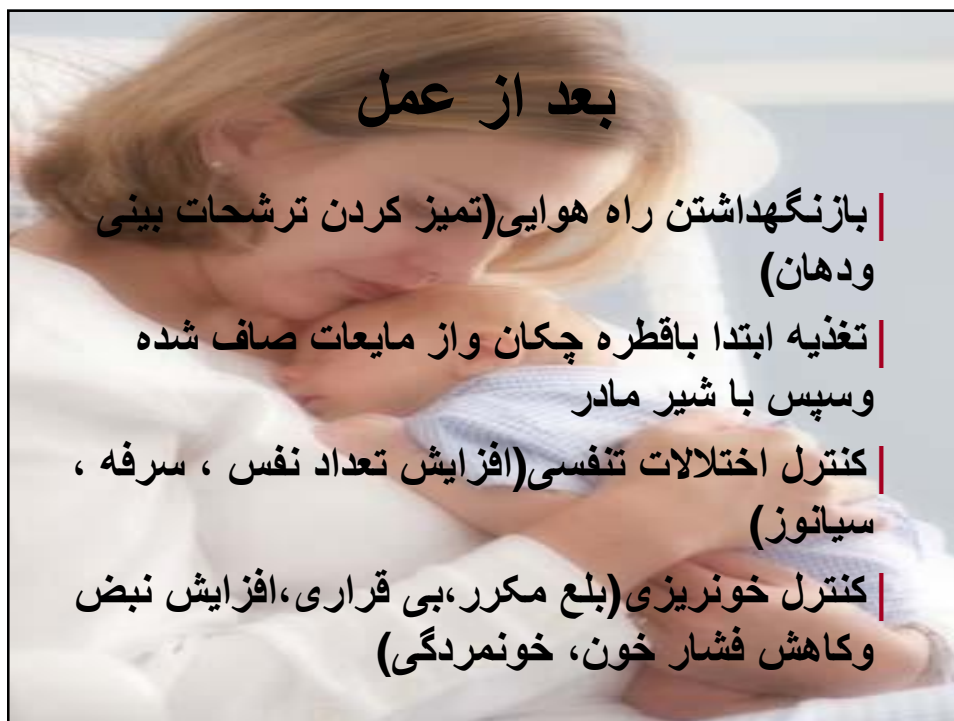 بعد از عمل
بازنگهداشتن راه هوایی(تمیز کردن ترشحات بینی
ودهان)
تغذیه ابتدا باقطره چکان واز مایعات صاف شده
وسپس با شیر مادر
کنترل اختلالات تنفسی(افزایش تعداد نفس ، سرفه ،
سیانوز)
کنترل خونریزی(بلع مکرر،بی قراری،افزایش نبض
وکاهش فشار خون، خونمردگی)